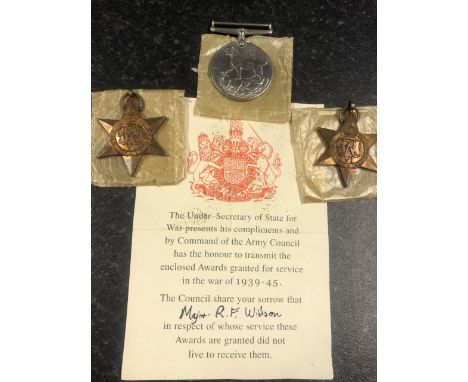 The Under-Secretary of State for
War presents his compliments and
by Command of the Army Council
has the honour to transmit the
enclosed Awards granted for service
in the war of 1939-45.
The Council share your sorrow that
Major R. F. Wilson
in respect of whose service these
Awards are granted did not
live to receive them.